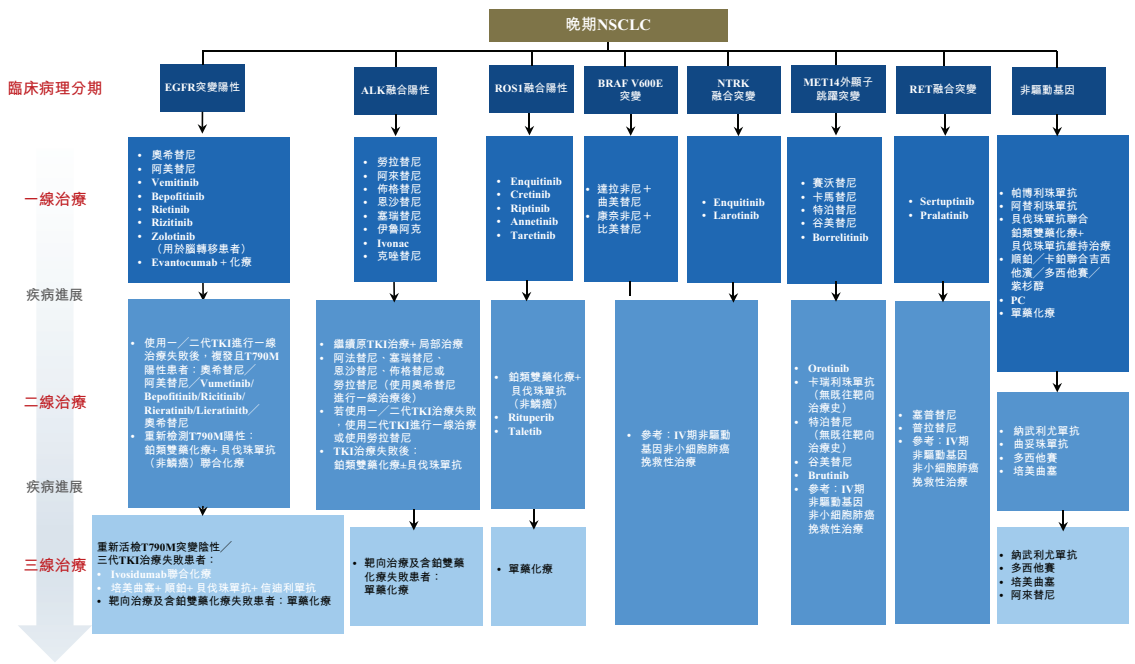 晚期NSCLC
臨床病理分期
EGFR突變陽性
ALK融合陽性
ROS1融合陽性
BRAF V600E
突變
NTRK
融合突變
MET14外顯子
跳躍突變
RET融合突變
非驅動基因
一線治療
• 奧希替尼
• 阿美替尼
• Vemitinib
• Bepofitinib
• Rietinib
• Rizitinib
• Zolotinib
（用於腦轉移患者）
• Evantocumab＋化療
• 勞拉替尼
• 阿來替尼
• 佈格替尼
• 恩沙替尼
• 塞瑞替尼
• 伊魯阿克
• Ivonac
• 克唑替尼
• Enquitinib
• Cretinib
• Riptinib
• Annetinib
• Taretinib
• 達拉非尼＋
曲美替尼
• 康奈非尼＋
比美替尼
• Enquitinib
• Larotinib
• 賽沃替尼
• 卡馬替尼
• 特泊替尼
• 谷美替尼
• Borrelitinib
• Sertuptinib
• Pralatinib
• 帕博利珠單抗
• 阿替利珠單抗
• 貝伐珠單抗聯合
鉑類雙藥化療+
貝伐珠單抗維持治療
• 順鉑／卡鉑聯合吉西
他濱／多西他賽／
紫杉醇
• PC
• 單藥化療
疾病進展
二線治療
• 使用一／二代TKI進行一線
治療失敗後，複發且T790M
陽性患者：奧希替尼／
阿美替尼／Vumetinib/
Bepofitinib/Ricitinib/
Rieratinib/Lieratinitb／
奧希替尼
• 重新檢測T790M陽性：
鉑類雙藥化療+ 貝伐珠單抗
（非鱗癌）聯合化療
• 繼續原TKI治療+ 局部治療
• 阿法替尼、塞瑞替尼、
恩沙替尼、佈格替尼或
勞拉替尼（使用奧希替尼
進行一線治療後）
• 若使用一／二代TKI治療失敗
，使用二代TKI進行一線治療
或使用勞拉替尼
• TKI治療失敗後：
鉑類雙藥化療+貝伐珠單抗
• 鉑類雙藥化療+
貝伐珠單抗
（非鱗癌）
• Rituperib
• Taletib
• 參考：IV期非驅動
基因非小細胞肺癌
挽救性治療
• Orotinib
• 卡瑞利珠單抗
（無既往靶向
治療史）
• 特泊替尼
（無既往靶向
治療史）
• 谷美替尼
• Brutinib
• 參考：IV期
非驅動基因
非小細胞肺癌
挽救性治療
• 塞普替尼
• 普拉替尼
• 參考：IV期
非驅動基因
非小細胞肺癌
挽救性治療
• 納武利尤單抗
• 曲妥珠單抗
• 多西他賽
• 培美曲塞
疾病進展
三線治療
重新活檢T790M突變陰性／
三代TKI治療失敗患者：
• Ivosidumab聯合化療
• 培美曲塞+ 順鉑+ 貝伐珠單抗+ 信迪利單抗
• 靶向治療及含鉑雙藥化療失敗患者：單藥化療
• 靶向治療及含鉑雙藥
化療失敗患者：
單藥化療
• 單藥化療
• 納武利尤單抗
• 多西他賽
• 培美曲塞
• 阿來替尼